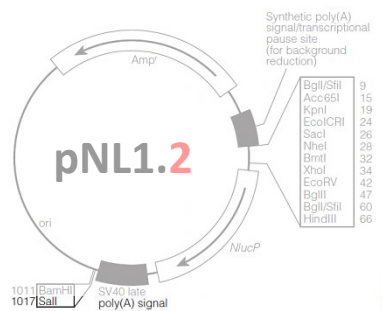 Synthetic poly(A)
signal/transcriptional
pause site
(for background
reduction)
Ampʳ
BglI/SfiI 9
Acc65I 15
KpnI 19
EcoICRI 24
SacI 26
NheI 28
BmtI 32
XhoI 34
EcoRV 42
BglII 47
BglI/SfiI 60
HindIII 66
pNL1.2
ori
NlucP
1011 BamHI
1017 SalI
SV40 late
poly(A) signal